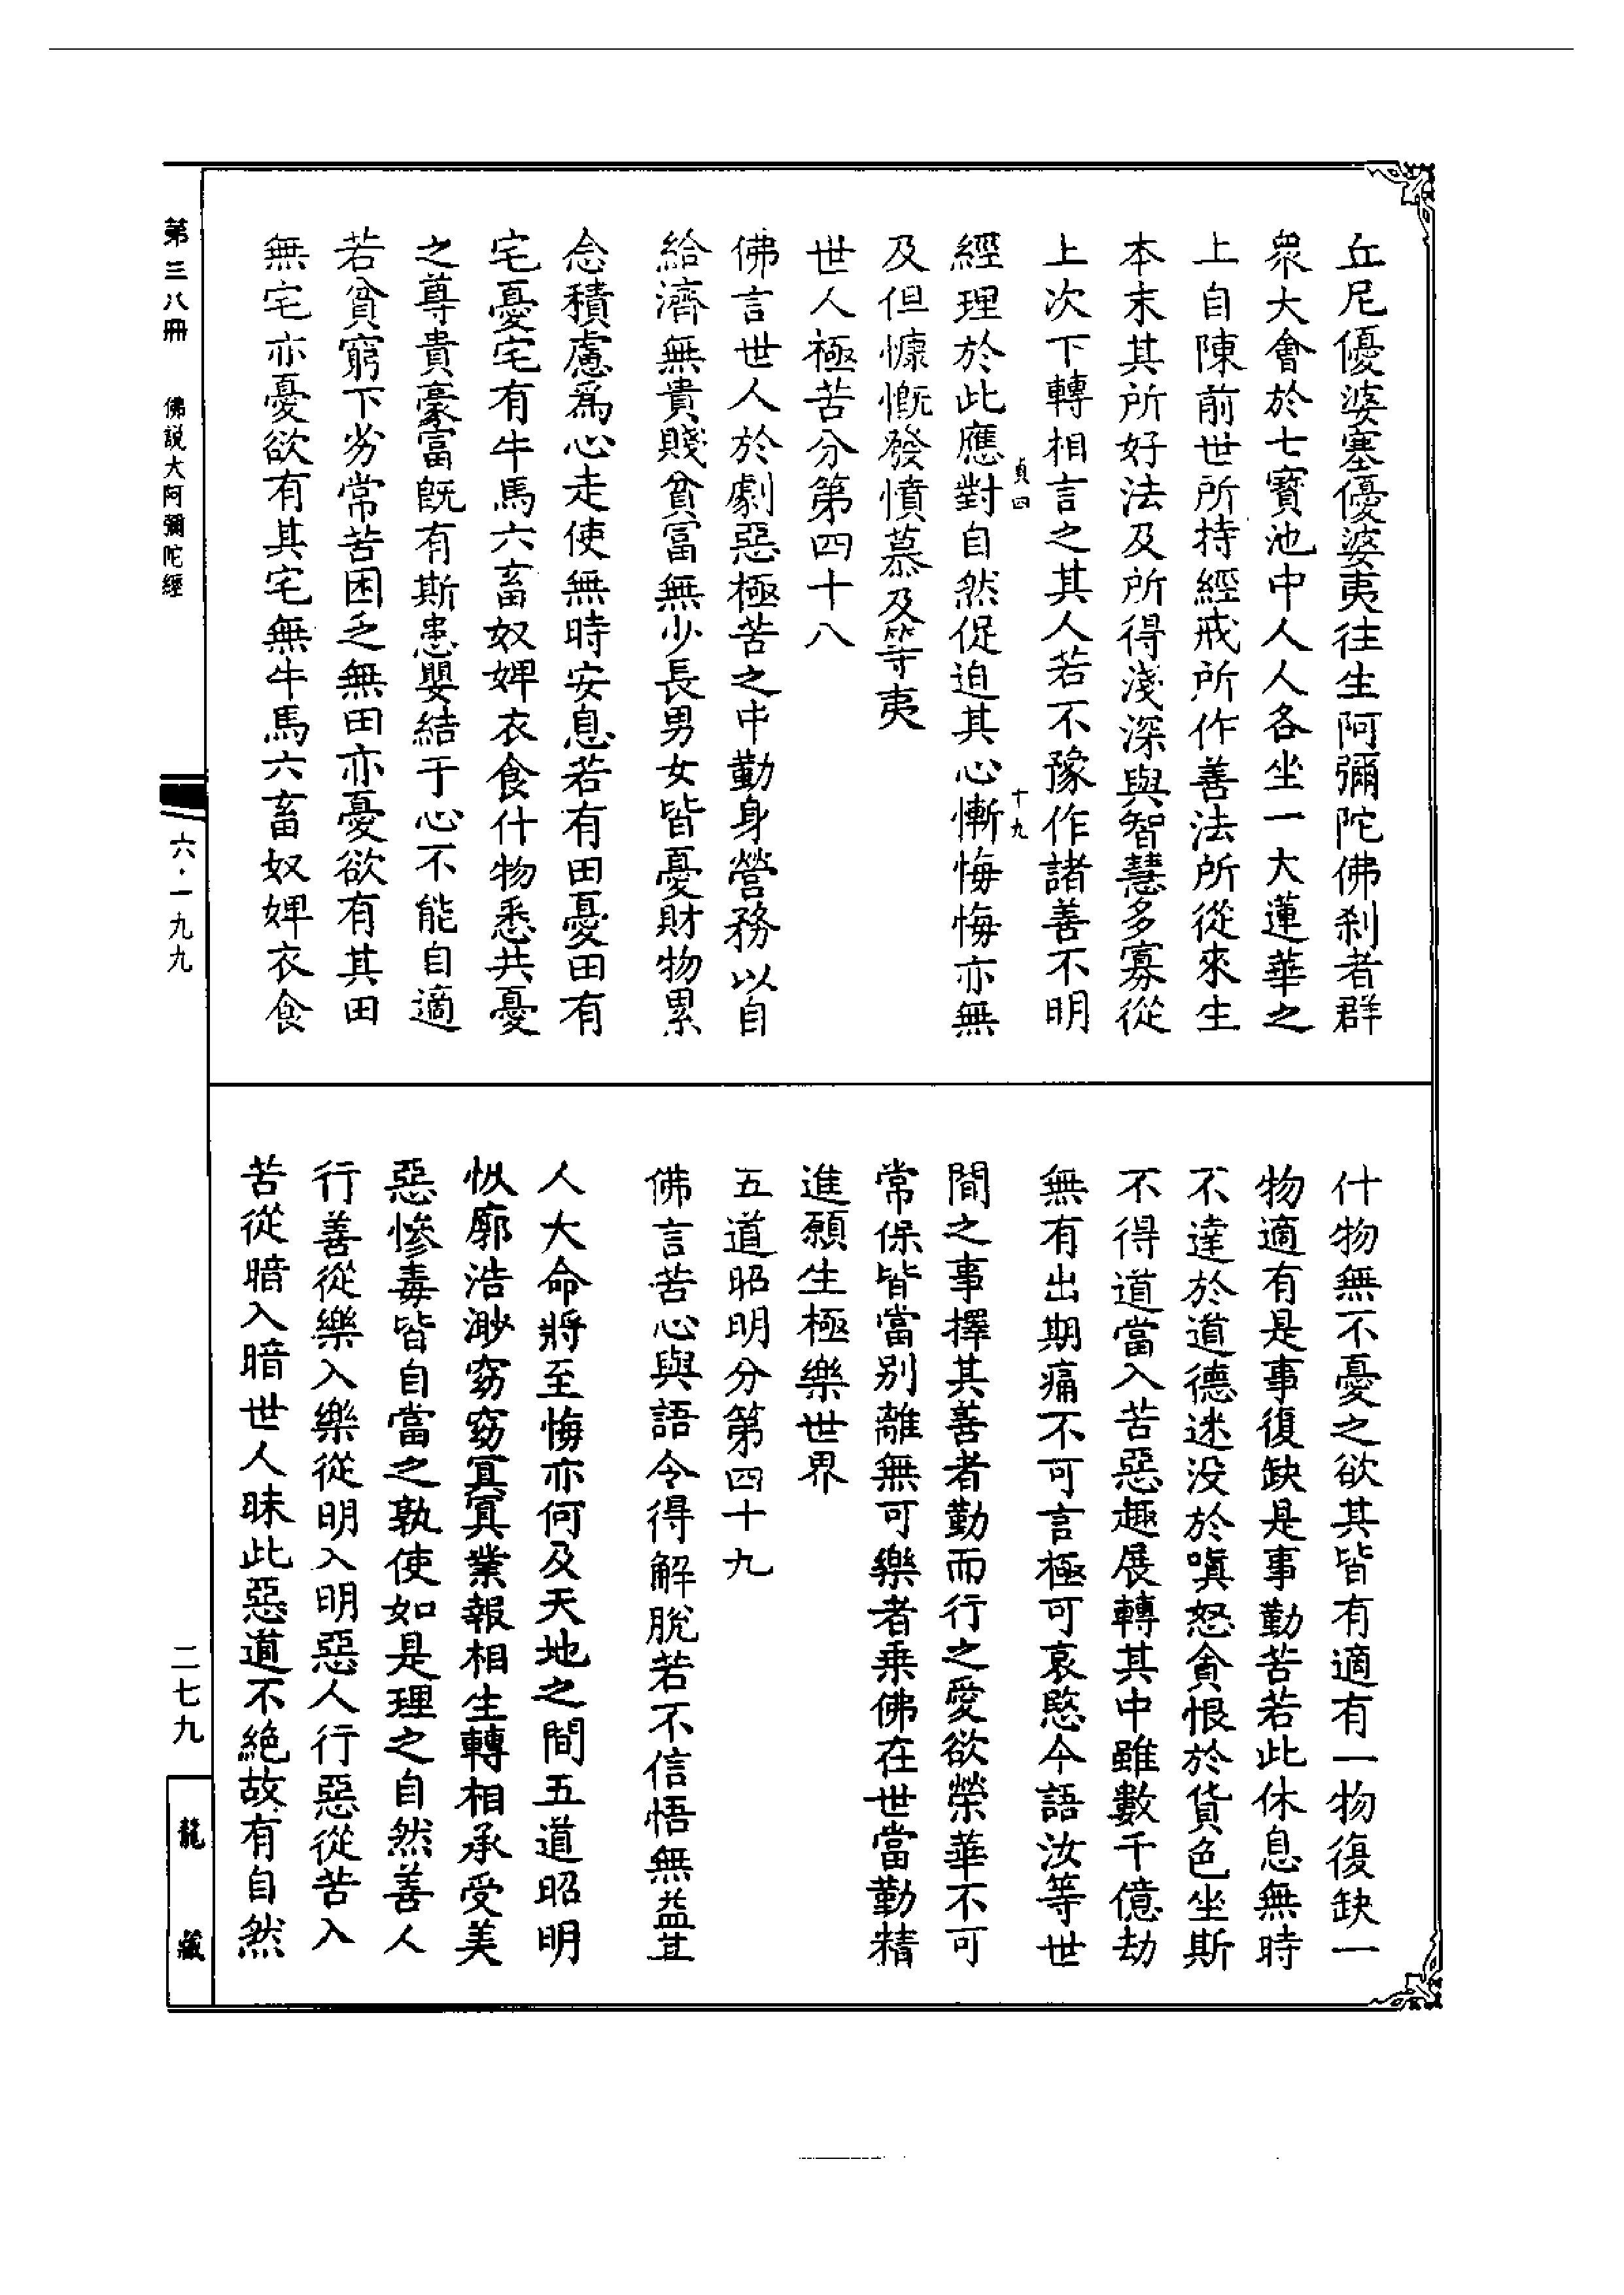 丘尼優婆塞優婆夷往生阿彌陀佛刹者群
衆大會於七寳池中人人各坐一大蓮華之
上自陳前世所持經戒所作善法所從來生
本末其所好法及所得淺深與智慧多寡從
上次下轉相言之其人若不豫作諸善不明
貞四
十九
經理於此應對自然促迫其心慚悔悔亦無
及但慷慨發憤慕及等夷
世人極苦分第四十八
佛言世人於劇惡極苦之中勤身營務以自
給濟無貴賤貧富無少長男女皆憂財物累
念積慮爲心走使無時安息若有田憂田有
宅憂宅有牛馬六畜奴婢衣食什物悉共憂
之尊貴豪富旣有斯患嬰結于心不能自適
若貧窮下劣常苦困乏無田亦憂欲有其田
無宅亦憂欲有其宅無牛馬六畜奴婢衣食
什物無不憂之欲其皆有適有一物復缺一
物適有是事復缺是事勤苦若此休息無時
不達於道德迷没於嗔怒貪恨於貨色坐斯
不得道當入苦惡趣展轉其中雖數千億劫
無有出期痛不可言極可哀愍今語汝等世
間之事擇其善者勤而行之愛欲榮華不可
常保皆當别離無可樂者乗佛在世當勤精
進願生極樂世界
五道昭明分第四十九
佛言苦心與語令得解脱若不信悟無益其
人大命將至悔亦何及天地之間五道昭明
恢廓浩渺窈窈冥冥業報相生轉相承受美
惡慘毒皆自當之孰使如是理之自然善人
行善從樂入樂從明入明惡人行惡從苦入
苦從暗入暗世人昧此惡道不絶故有自然
第三八冊
佛説大阿彌陀經
六·一九九
二七九
龍藏